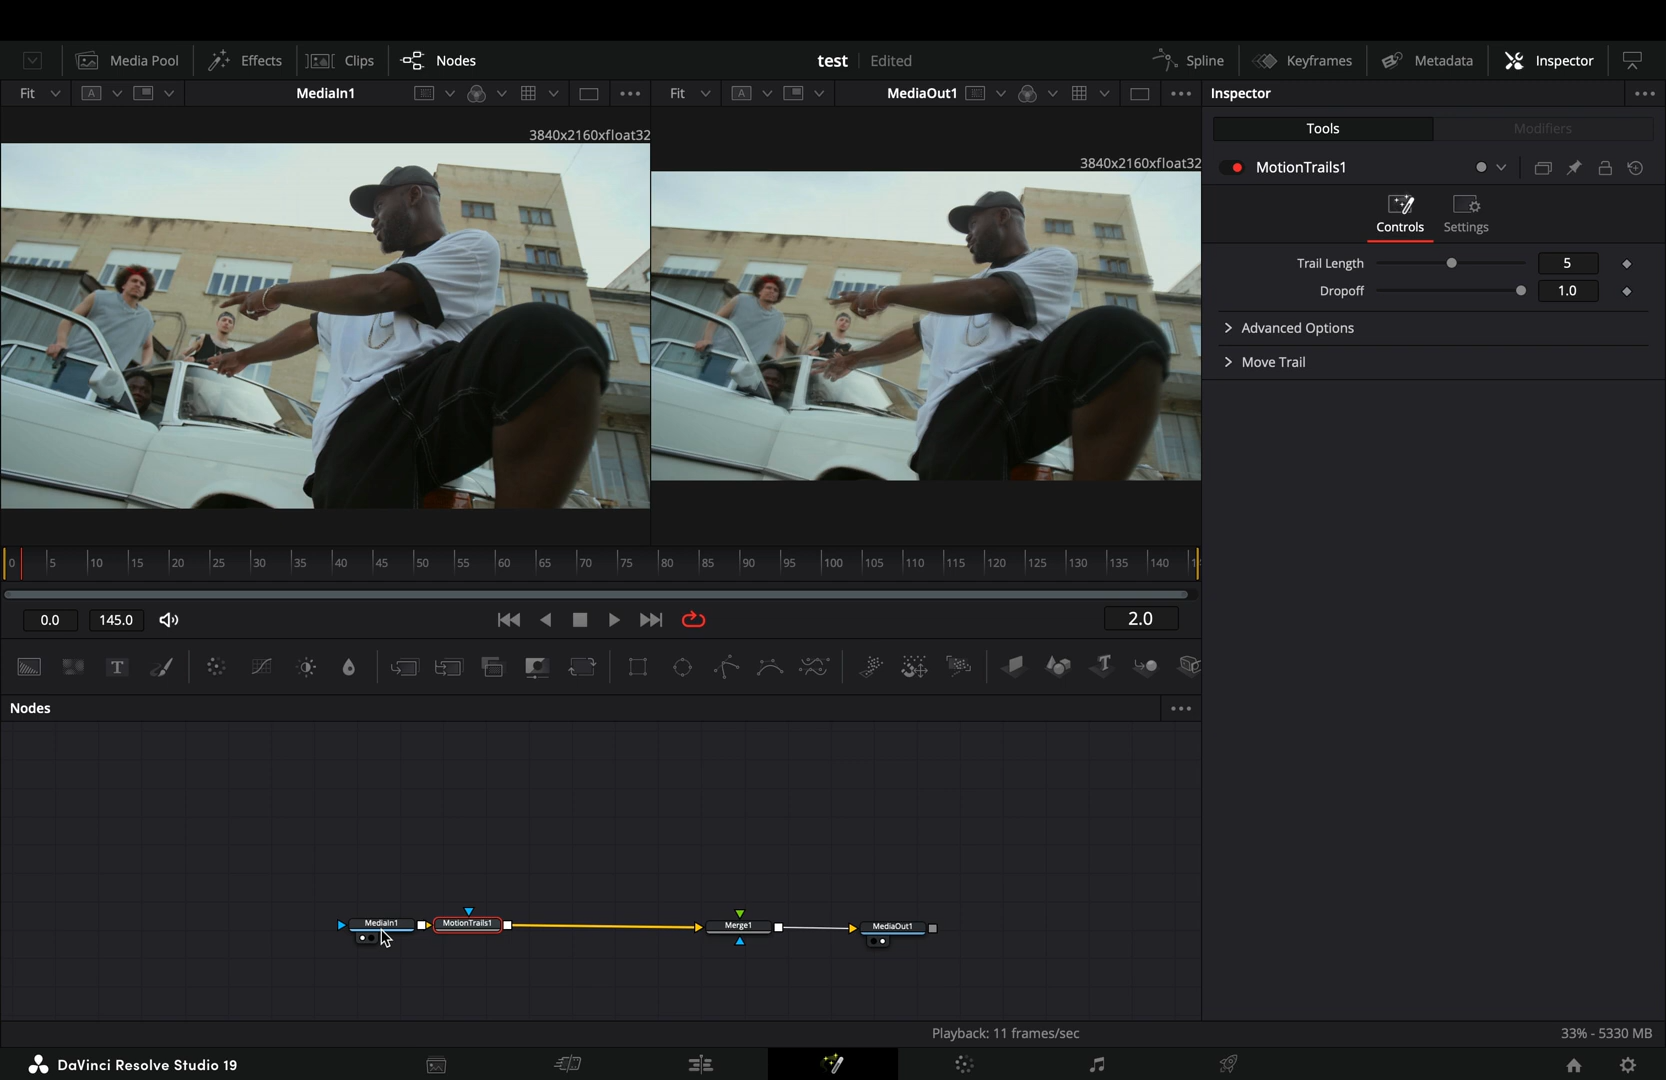 Media Pool Effects Clips Nodes test Edited Spline Keyframes Metadata Inspector
Fit A MediaIn1 Fit A MediaOut1 Inspector
3840x2160xfloat32
3840x2160xfloat32
Tools Modifiers
MotionTrails1
Controls Settings
Trail Length 5
Dropoff 1.0
Advanced Options
Move Trail
0 5 10 15 20 25 30 35 40 45 50 55 60 65 70 75 80 85 90 95 100 105 110 115 120 125 130 135 140
0.0 145.0 2.0
T T
Nodes
MediaIn1 MotionTrails1 Merge1 MediaOut1
Playback: 11 frames/sec 33% - 5330 MB
DaVinci Resolve Studio 19